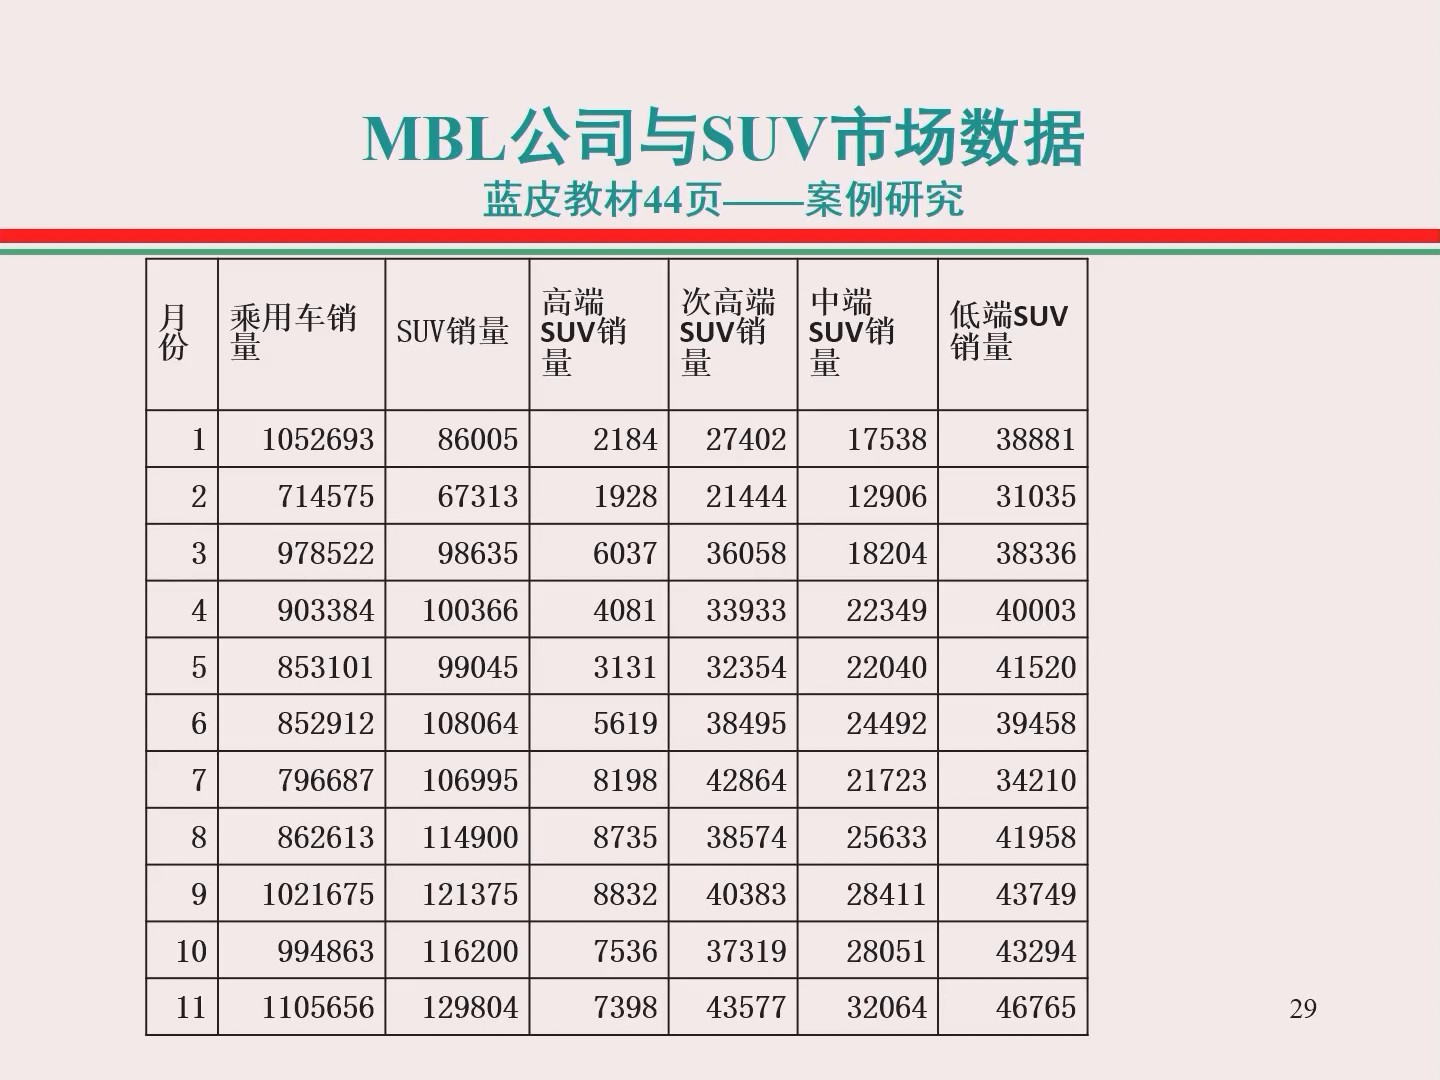 MBL公司与SUV市场数据
蓝皮教材44页——案例研究
月份 乘用车销量 SUV销量 高端SUV销量 次高端SUV销量 中端SUV销量 低端SUV销量
1 1052693 86005 2184 27402 17538 38881
2 714575 67313 1928 21444 12906 31035
3 978522 98635 6037 36058 18204 38336
4 903384 100366 4081 33933 22349 40003
5 853101 99045 3131 32354 22040 41520
6 852912 108064 5619 38495 24492 39458
7 796687 106995 8198 42864 21723 34210
8 862613 114900 8735 38574 25633 41958
9 1021675 121375 8832 40383 28411 43749
10 994863 116200 7536 37319 28051 43294
11 1105656 129804 7398 43577 32064 46765
29